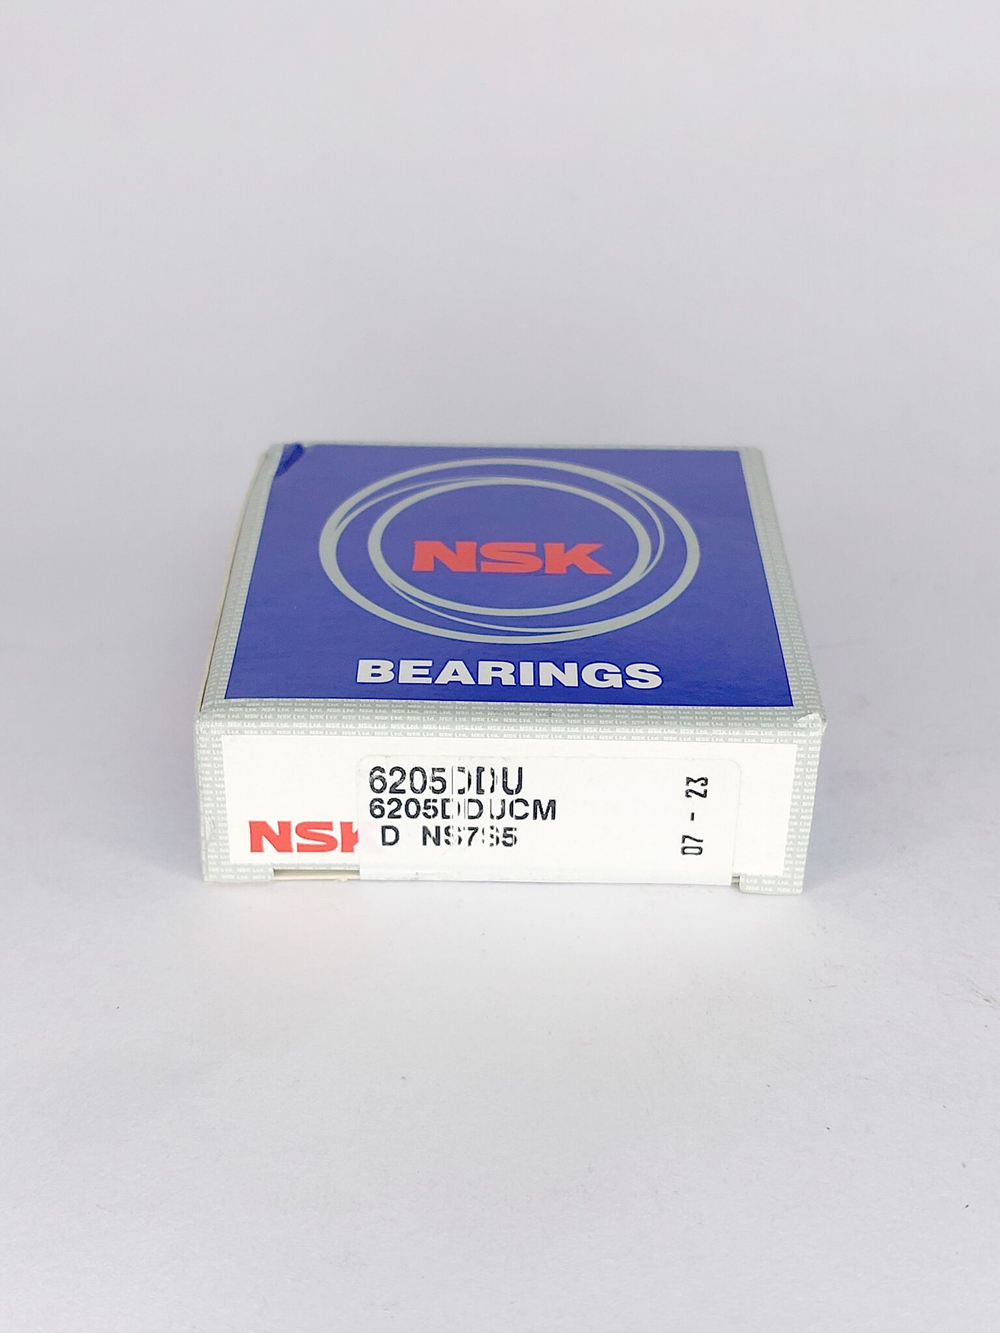 NSK
BEARINGS
NSK
6205DDU
6205DDUCM
D NS7S5
07 - 23